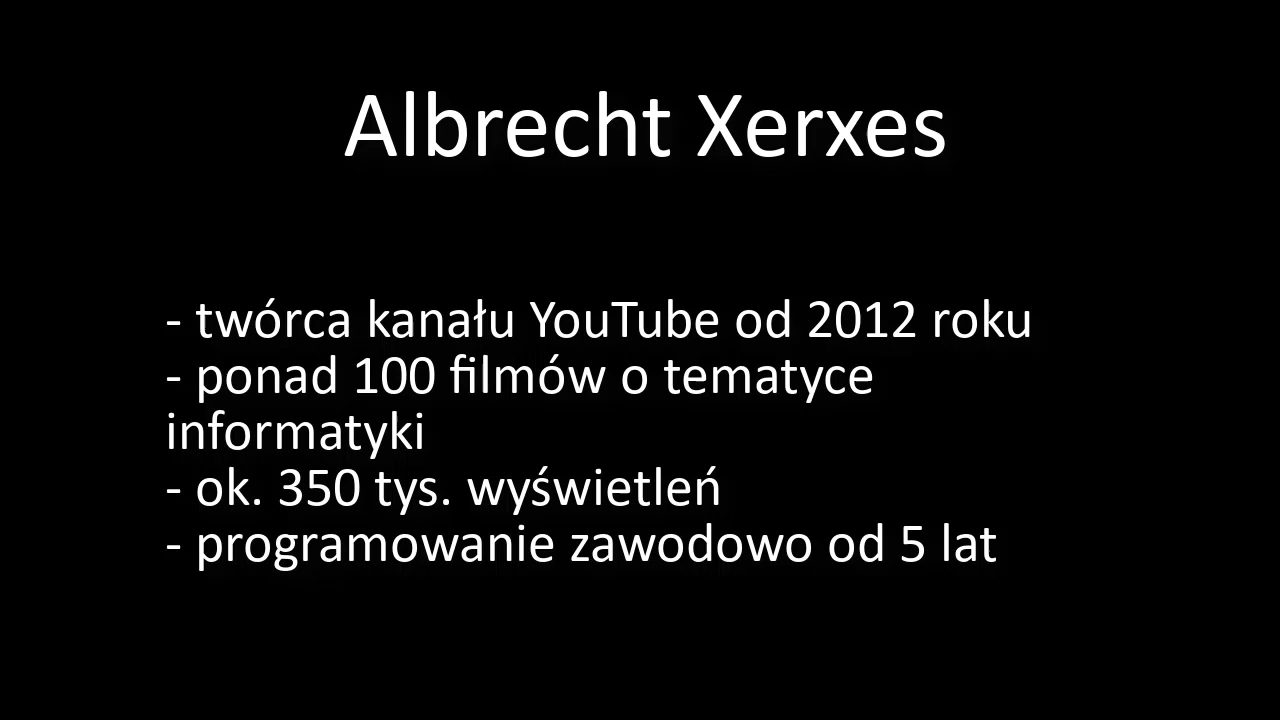 Albrecht Xerxes
- twórca kanału YouTube od 2012 roku
- ponad 100 filmów o tematyce
informatyki
- ok. 350 tys. wyświetleń
- programowanie zawodowo od 5 lat